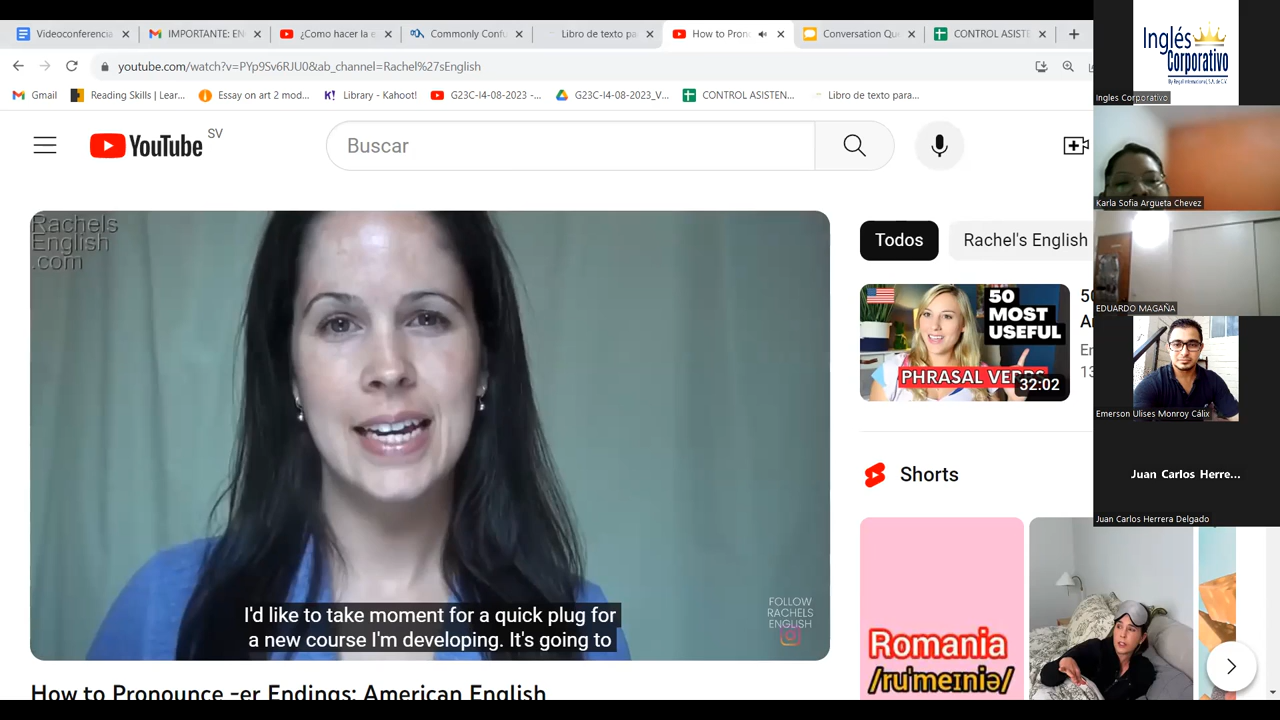 Videoconferencia
IMPORTANTE: EN
¿Como hacer la e
Commonly Confu
Libro de texto pa
How to Pron
Conversation Qu
CONTROL ASISTE
youtube.com/watch?v=PYp9Sv6RJU0&ab_channel=Rachel%27sEnglish
Gmail
Reading Skills | Lear...
Essay on art 2 mod...
Library - Kahoot!
G23C-I4-08-2023 -...
G23C-I4-08-2023_V...
CONTROL ASISTEN...
Libro de texto para...
YouTube
SV
Buscar
Rachels
English
.com
I'd like to take moment for a quick plug for
a new course I'm developing. It's going to
FOLLOW
RACHELS
ENGLISH
How to Pronounce -er Endings: American English
Todos
Rachel's English
50
MOST
USEFUL
PHRASAL VERBS
32:02
Shorts
Romania
/ruˈmeɪniə/
Inglés
Corporativo
Ingles Corporativo
Karla Sofia Argueta Chevez
EDUARDO MAGAÑA
Emerson Ulises Monroy Cálix
Juan Carlos Herre...
Juan Carlos Herrera Delgado